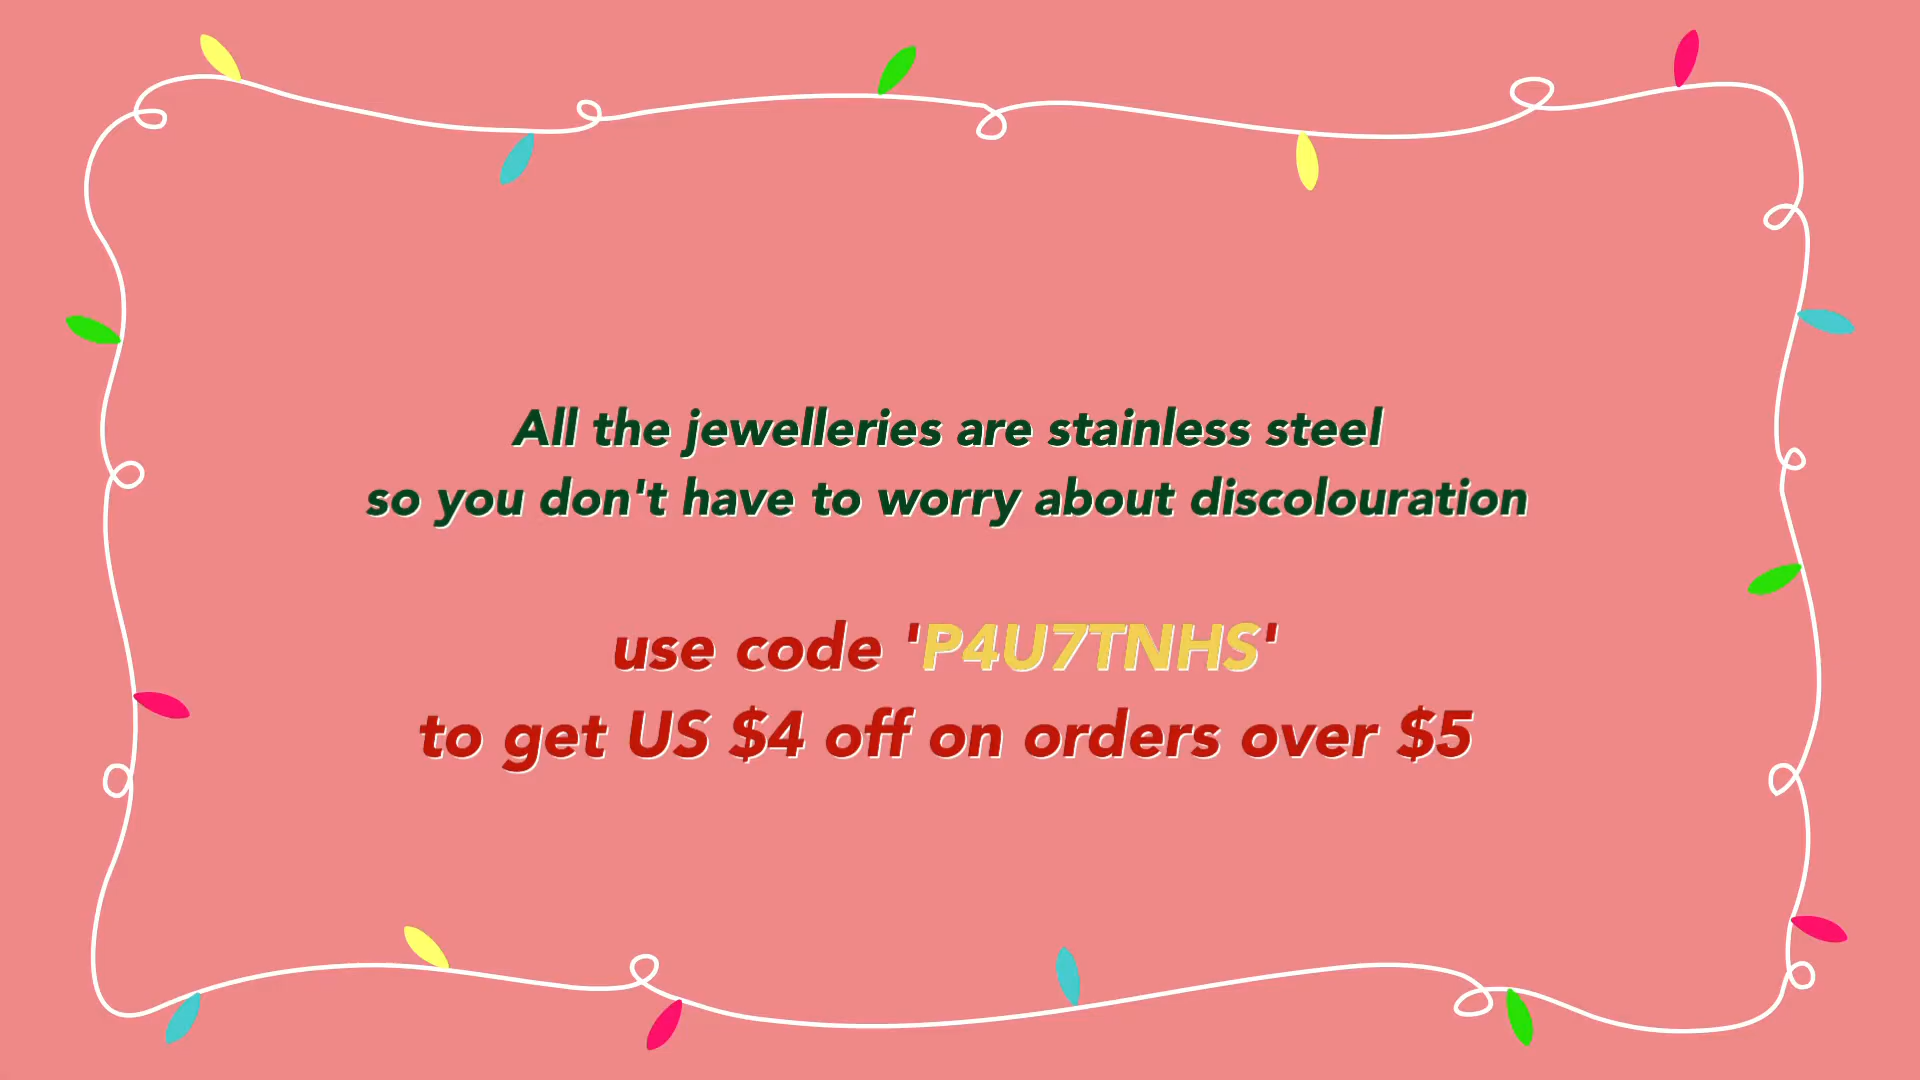 All the jewelleries are stainless steel
so you don't have to worry about discolouration
use code 'P4U7TNHS'
to get US $4 off on orders over $5